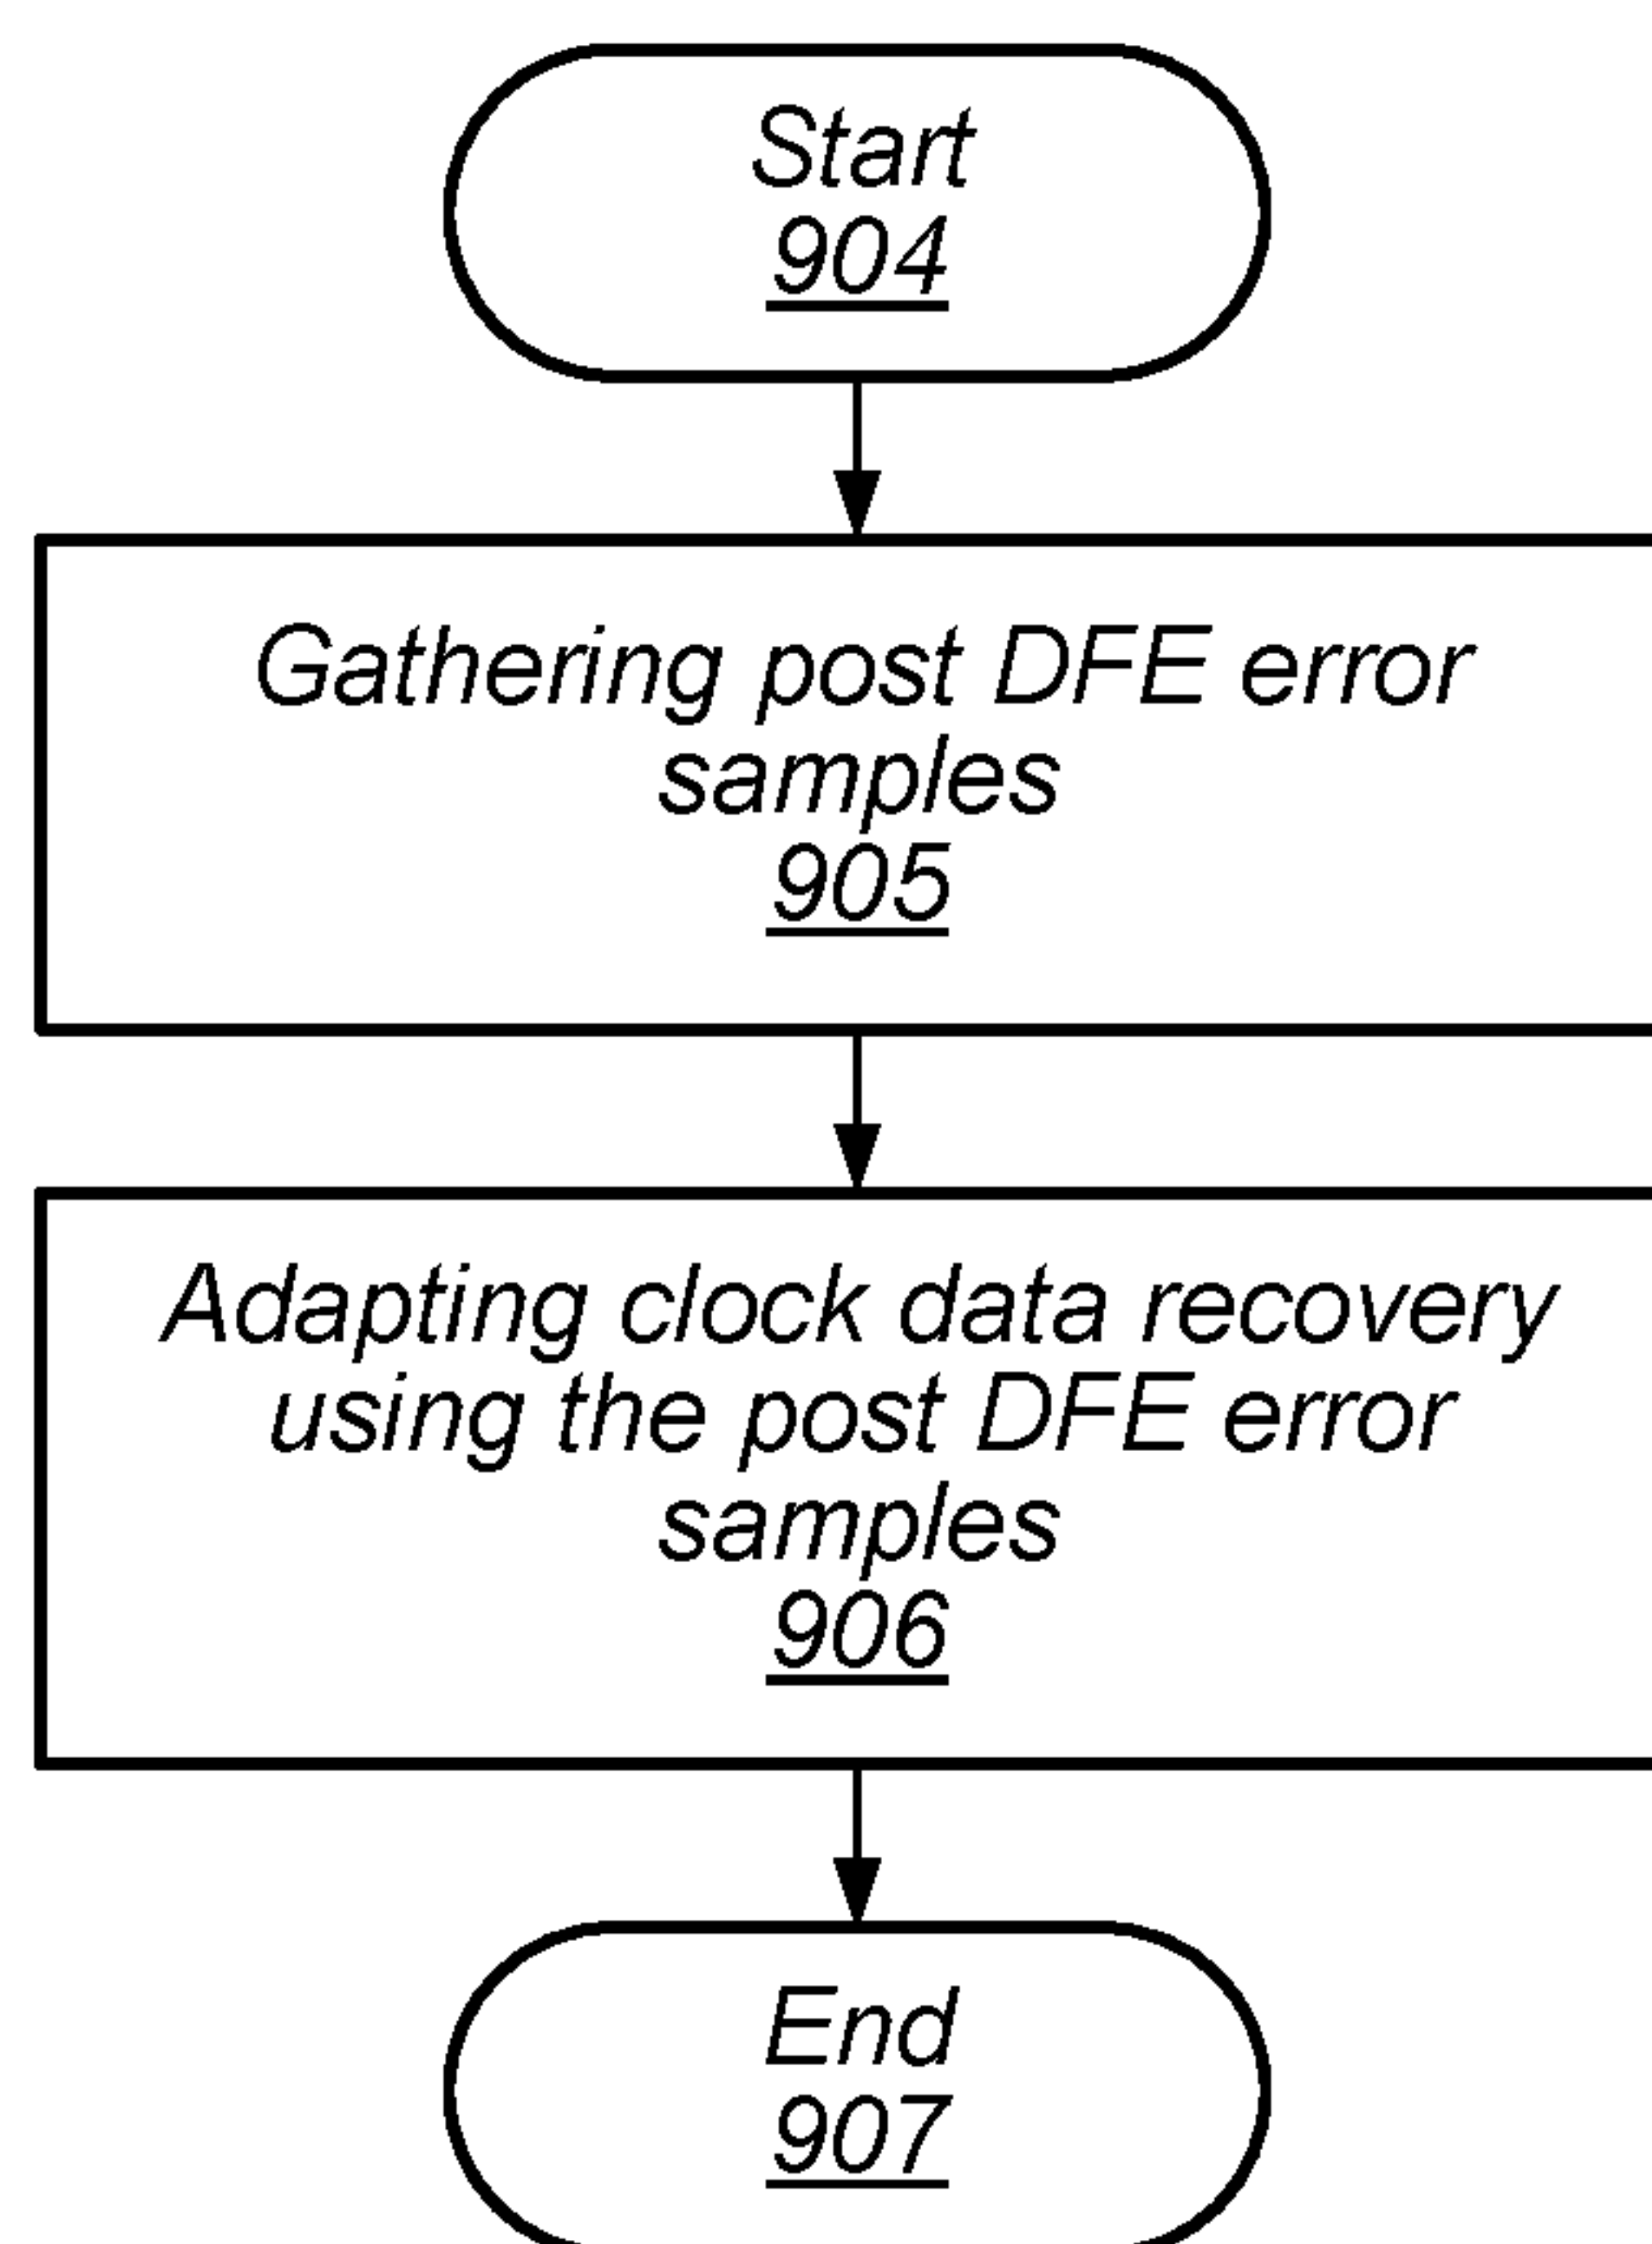 Start
904
Gathering post DFE error
samples
905
Adapting clock data recovery
using the post DFE error
samples
906
End
907